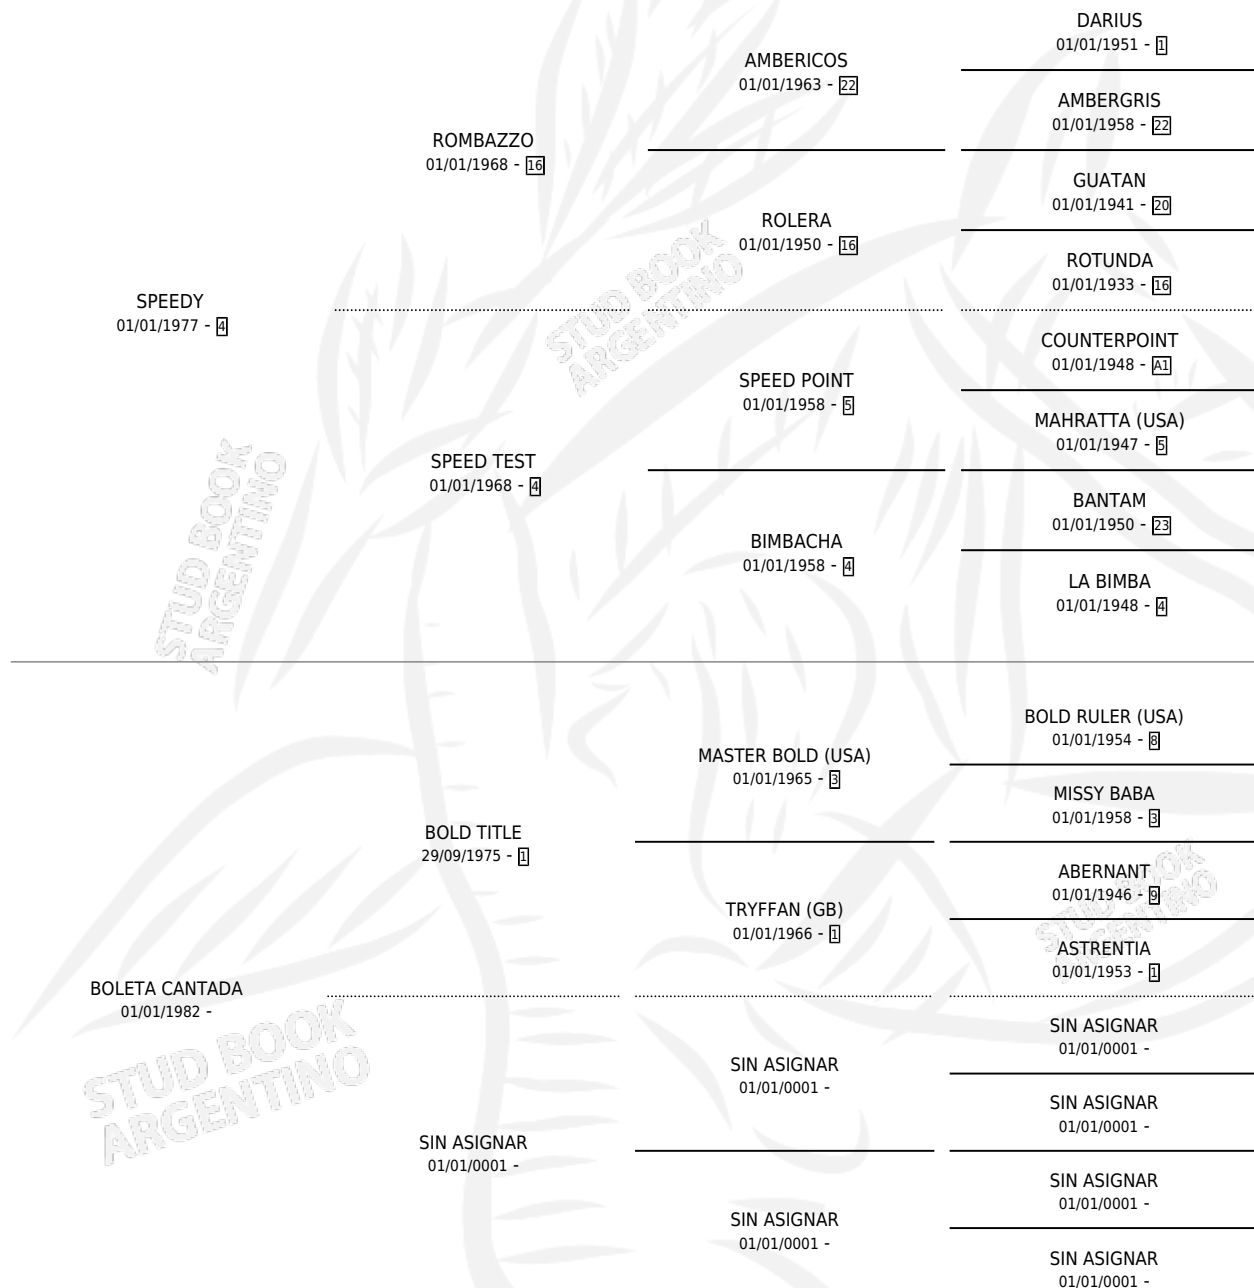 DARIUS
01/01/1951 - 1
AMBERICOS
01/01/1963 - 22
AMBERGRIS
01/01/1958 - 22
ROMBAZZO
01/01/1968 - 16
GUATAN
01/01/1941 - 20
ROLERA
01/01/1950 - 16
ROTUNDA
01/01/1933 - 16
SPEEDY
01/01/1977 - 4
COUNTERPOINT
01/01/1948 - A1
SPEED POINT
01/01/1958 - 5
MAHRATTA (USA)
01/01/1947 - 5
SPEED TEST
01/01/1968 - 4
BANTAM
01/01/1950 - 23
BIMBACHA
01/01/1958 - 4
LA BIMBA
01/01/1948 - 4
STUD BOOK
ARGENTINO
STUD BOOK
ARGENTINO
BOLD RULER (USA)
01/01/1954 - 8
MASTER BOLD (USA)
01/01/1965 - 3
MISSY BABA
01/01/1958 - 3
BOLD TITLE
29/09/1975 - 1
ABERNANT
01/01/1946 - 9
TRYFFAN (GB)
01/01/1966 - 1
ASTRENTIA
01/01/1953 - 1
STUD BOOK
ARGENTINO
BOLETA CANTADA
01/01/1982 -
SIN ASIGNAR
01/01/0001 -
SIN ASIGNAR
01/01/0001 -
SIN ASIGNAR
01/01/0001 -
SIN ASIGNAR
01/01/0001 -
SIN ASIGNAR
01/01/0001 -
SIN ASIGNAR
01/01/0001 -
SIN ASIGNAR
01/01/0001 -
STUD BOOK
ARGENTINO